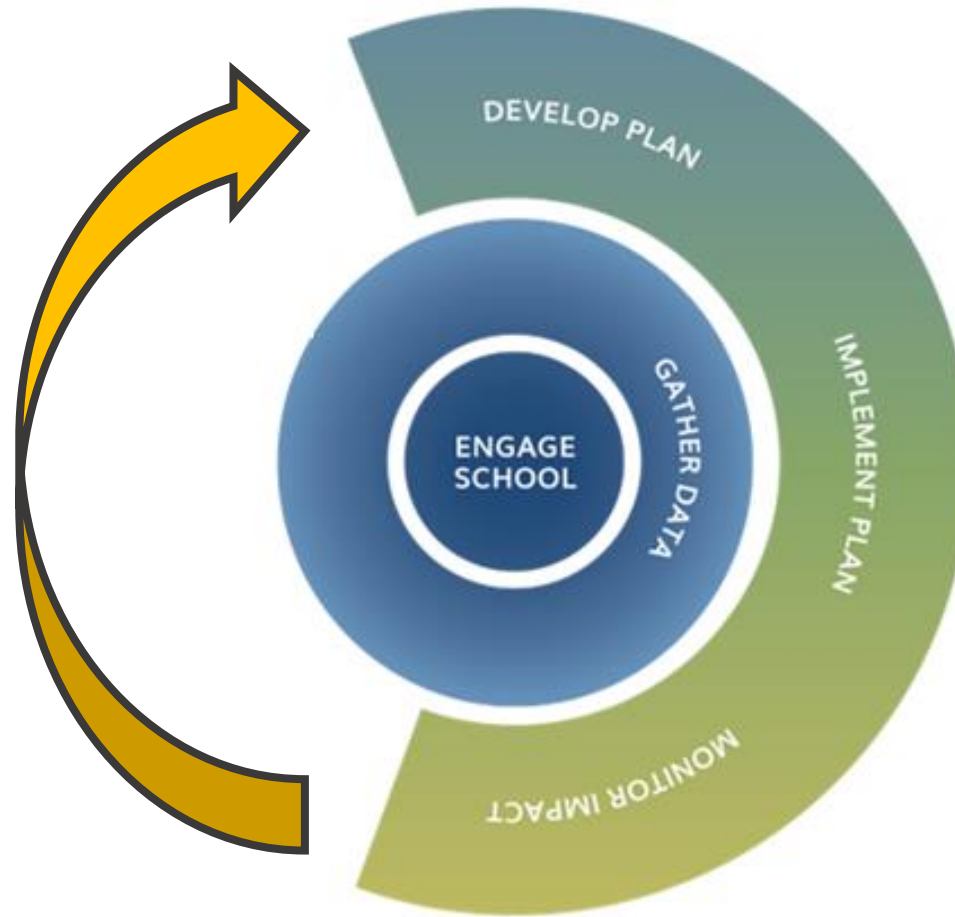 DEVELOP PLAN
IMPLEMENT PLAN
MONITOR IMPACT
GATHER DATA
ENGAGE
SCHOOL